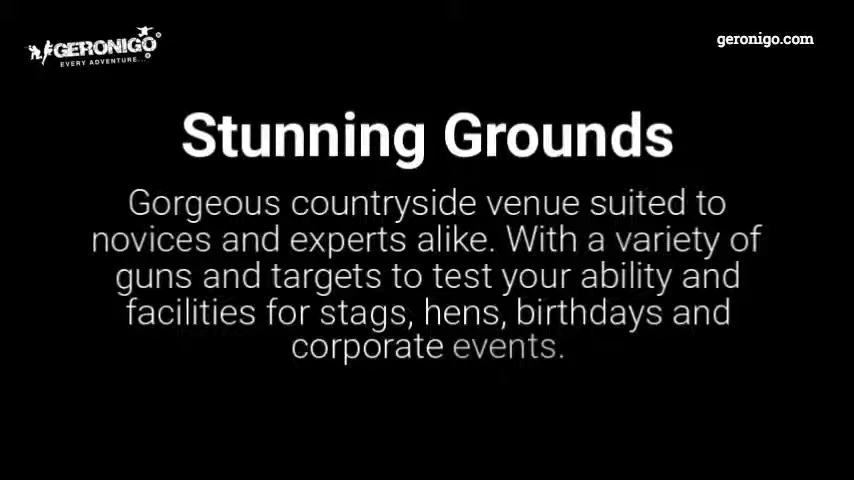 GERONIGO
EVERY ADVENTURE...
geronigo.com
Stunning Grounds
Gorgeous countryside venue suited to
novices and experts alike. With a variety of
guns and targets to test your ability and
facilities for stags, hens, birthdays and
corporate events.